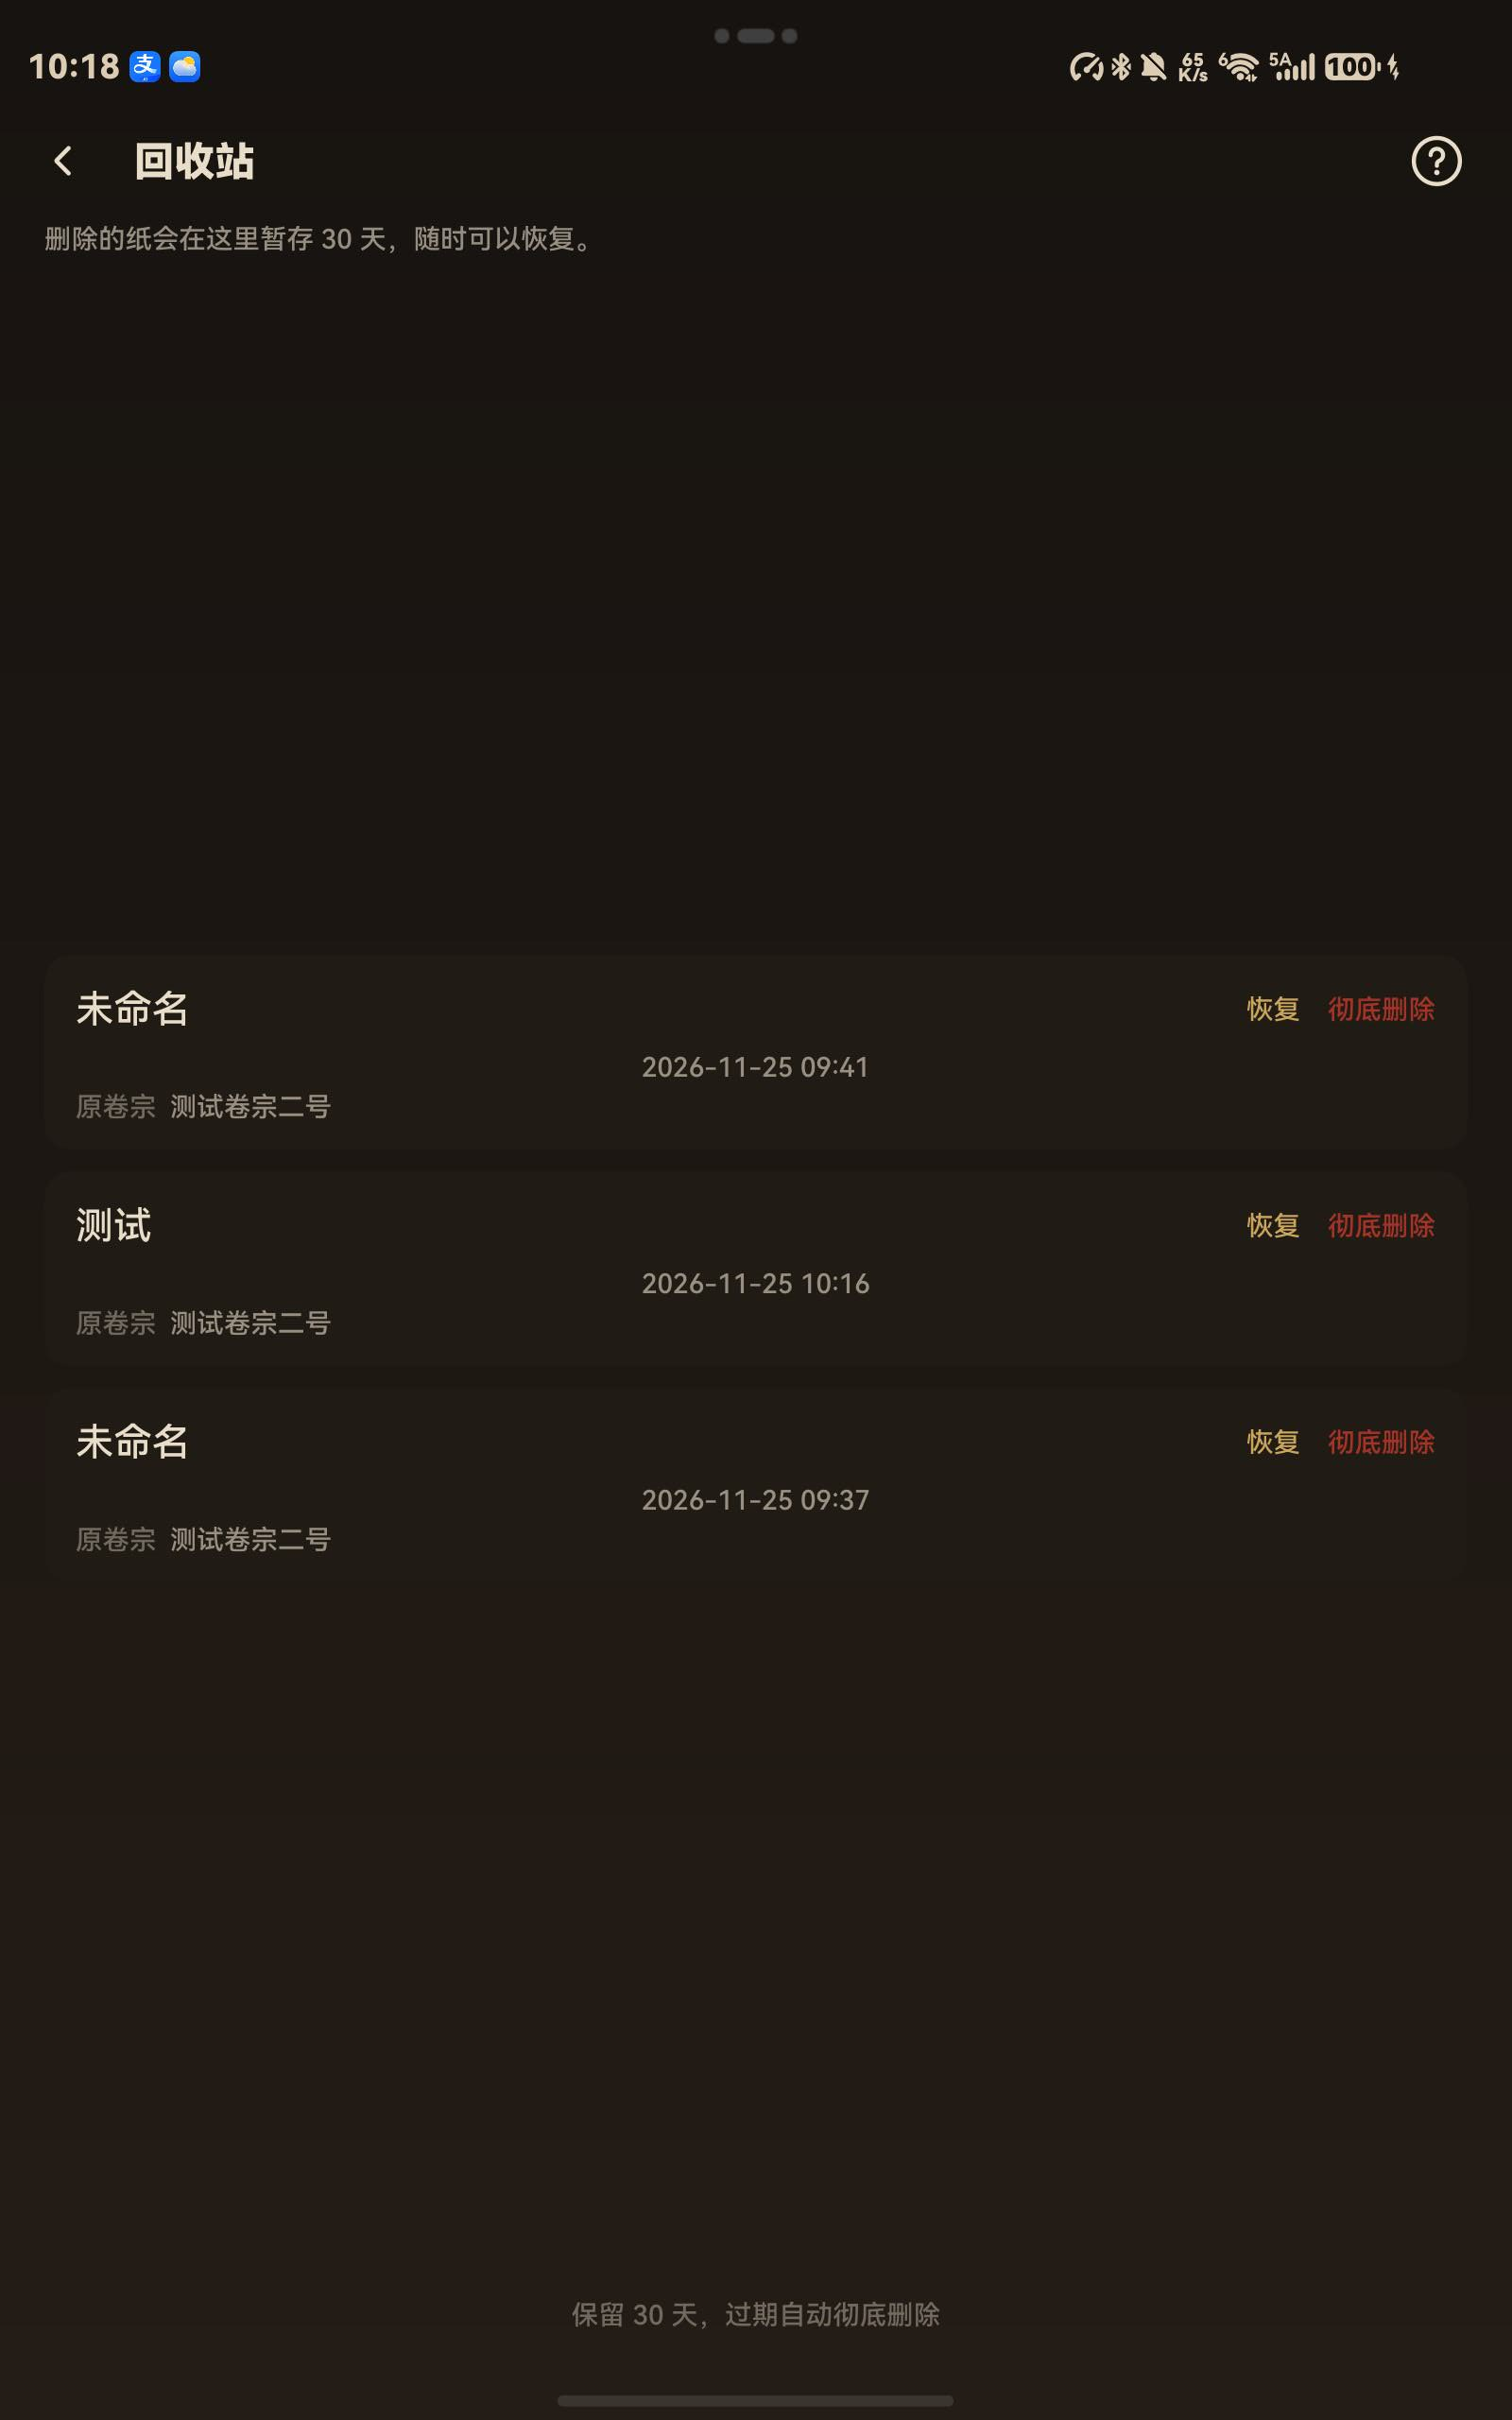 10:18 支 65 K/s 6 5A 100
回收站
删除的纸会在这里暂存 30 天，随时可以恢复。
未命名 恢复 彻底删除
2026-11-25 09:41
原卷宗 测试卷宗二号
测试 恢复 彻底删除
2026-11-25 10:16
原卷宗 测试卷宗二号
未命名 恢复 彻底删除
2026-11-25 09:37
原卷宗 测试卷宗二号
保留 30 天，过期自动彻底删除